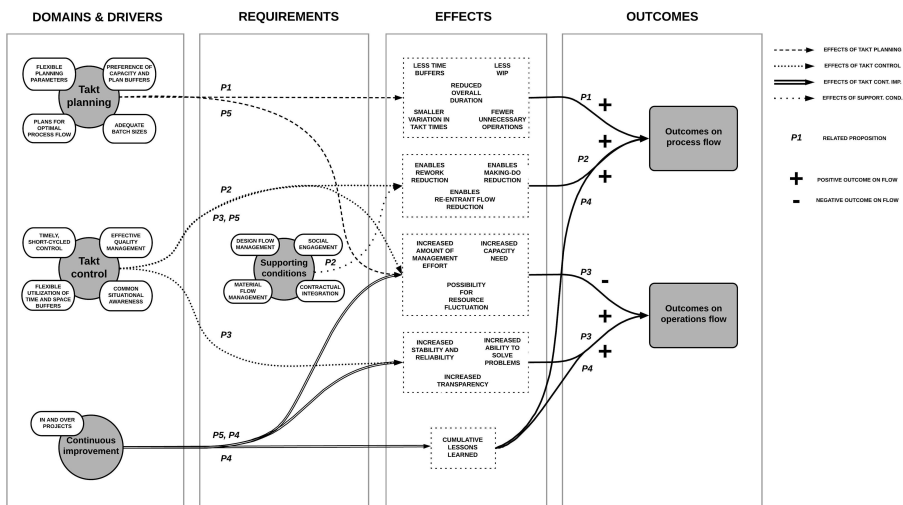 DOMAINS & DRIVERS
REQUIREMENTS
EFFECTS
OUTCOMES
FLEXIBLE
PLANNING
PARAMETERS
PREFERENCE OF
CAPACITY AND
PLAN BUFFERS
Takt
planning
PLANS FOR
OPTIMAL
PROCESS FLOW
ADEQUATE
BATCH SIZES
P1
P5
LESS TIME
BUFFERS
LESS
WIP
REDUCED
OVERALL
DURATION
SMALLER
VARIATION IN
TAKT TIMES
FEWER
UNNECESSARY
OPERATIONS
P1
+
+
+
P2
P4
Outcomes on
process flow
EFFECTS OF TAKT PLANNING
EFFECTS OF TAKT CONTROL
EFFECTS OF TAKT CONT. IMP.
EFFECTS OF SUPPORT. COND.
P1 RELATED PROPOSITION
+ POSITIVE OUTCOME ON FLOW
- NEGATIVE OUTCOME ON FLOW
P2
P3, P5
ENABLES
REWORK
REDUCTION
ENABLES
MAKING-DO
REDUCTION
ENABLES
RE-ENTRANT FLOW
REDUCTION
TIMELY,
SHORT-CYCLED
CONTROL
EFFECTIVE
QUALITY
MANAGEMENT
Takt
control
FLEXIBLE
UTILIZATION OF
TIME AND SPACE
BUFFERS
COMMON
SITUATIONAL
AWARENESS
DESIGN FLOW
MANAGEMENT
SOCIAL
ENGAGEMENT
Supporting
conditions
P2
MATERIAL
FLOW
MANAGEMENT
CONTRACTUAL
INTEGRATION
P3
INCREASED
AMOUNT OF
MANAGEMENT
EFFORT
INCREASED
CAPACITY
NEED
POSSIBILITY
FOR
RESOURCE
FLUCTUATION
P3
-
+
P3
+
P4
Outcomes on
operations flow
INCREASED
STABILITY AND
RELIABILITY
INCREASED
ABILITY TO
SOLVE
PROBLEMS
INCREASED
TRANSPARENCY
IN AND OVER
PROJECTS
Continuous
improvement
P5, P4
P4
CUMULATIVE
LESSONS
LEARNED